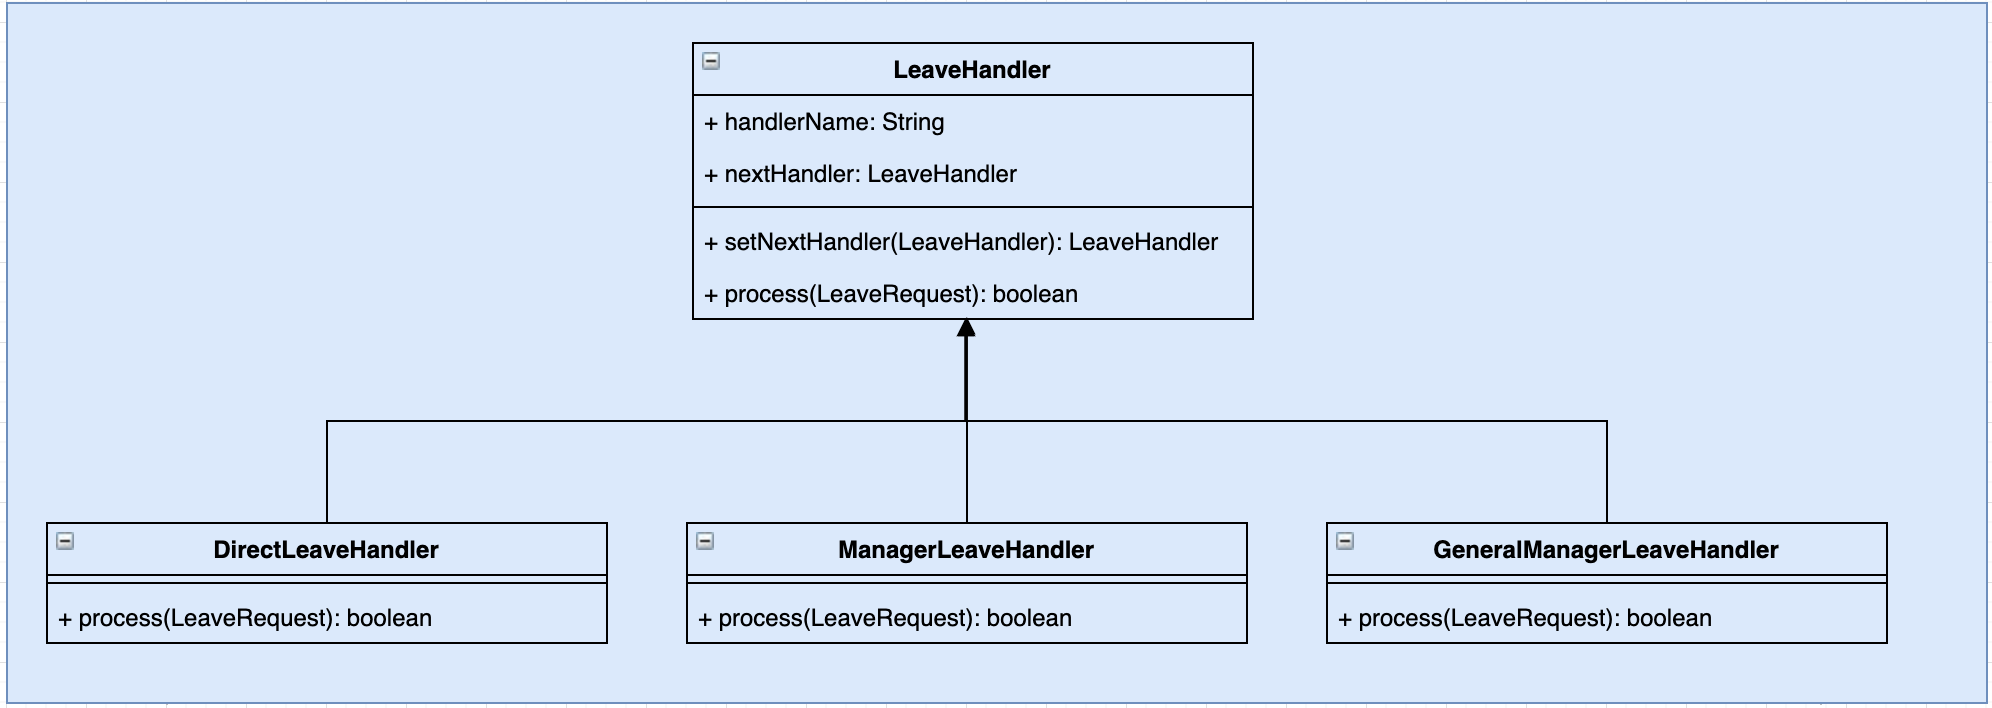 LeaveHandler
+ handlerName: String
+ nextHandler: LeaveHandler
+ setNextHandler(LeaveHandler): LeaveHandler
+ process(LeaveRequest): boolean
DirectLeaveHandler
+ process(LeaveRequest): boolean
ManagerLeaveHandler
+ process(LeaveRequest): boolean
GeneralManagerLeaveHandler
+ process(LeaveRequest): boolean